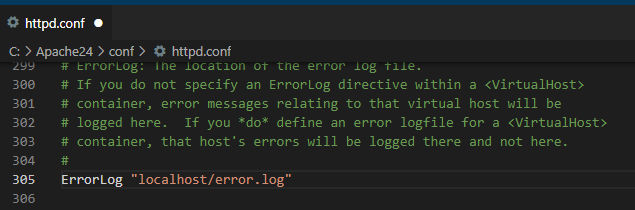 httpd.conf
C: > Apache24 > conf > httpd.conf
299 # ErrorLog: The location of the error log file.
300 # If you do not specify an ErrorLog directive within a <VirtualHost>
301 # container, error messages relating to that virtual host will be
302 # logged here.  If you *do* define an error logfile for a <VirtualHost>
303 # container, that host's errors will be logged there and not here.
304 #
305 ErrorLog "localhost/error.log"
306